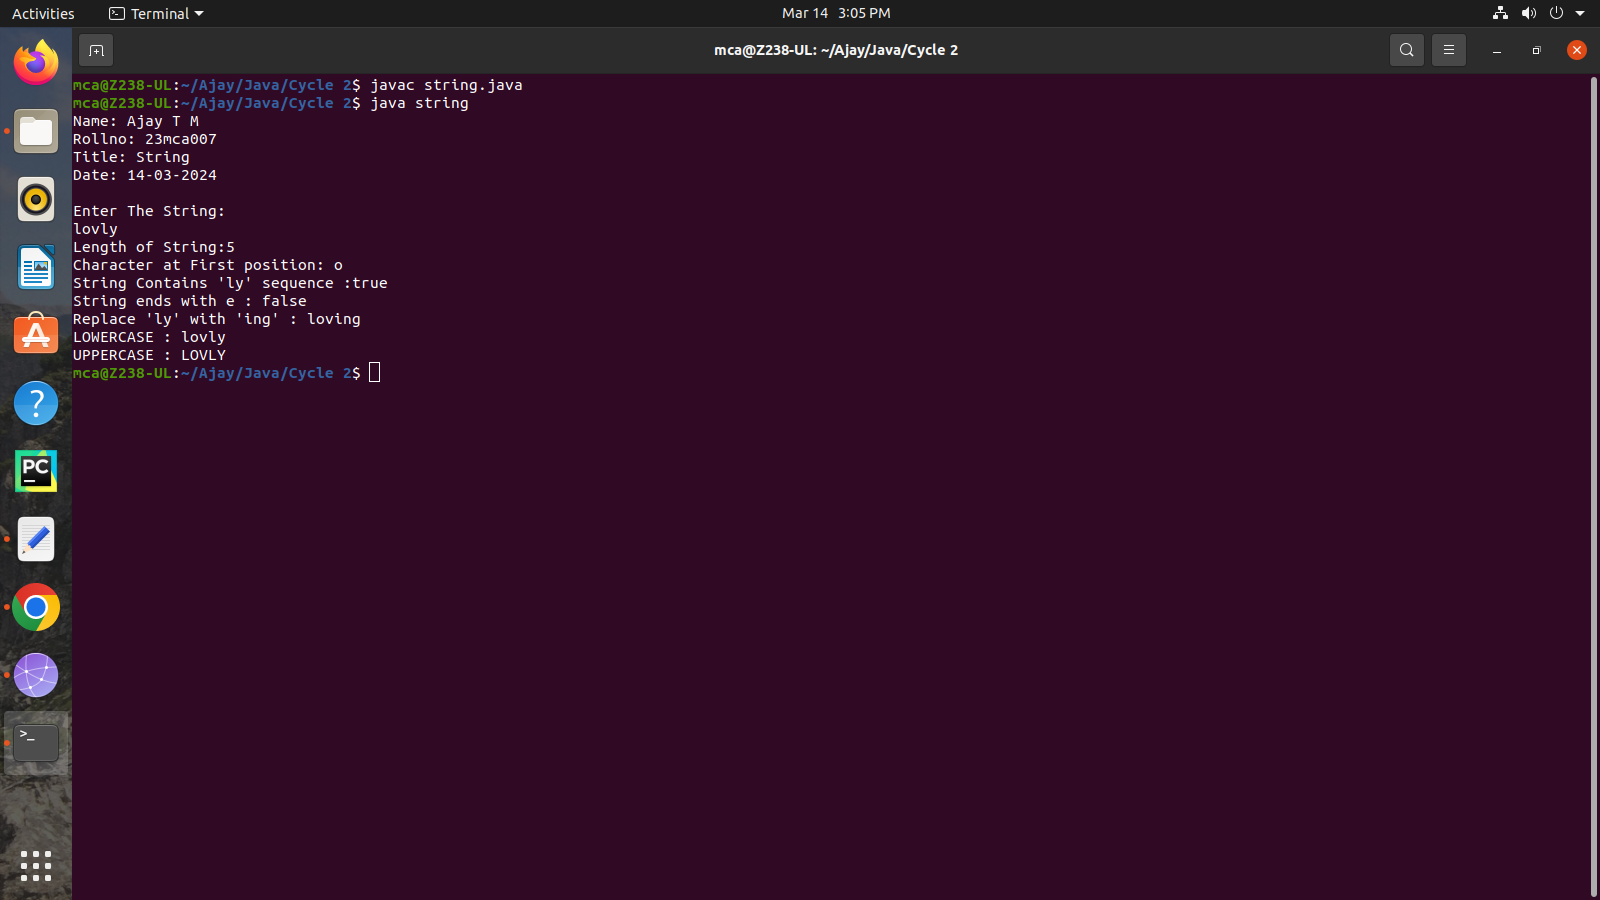 Activities Terminal Mar 14 3:05 PM
mca@Z238-UL: ~/Ajay/Java/Cycle 2
mca@Z238-UL:~/Ajay/Java/Cycle 2$ javac string.java
mca@Z238-UL:~/Ajay/Java/Cycle 2$ java string
Name: Ajay T M
Rollno: 23mca007
Title: String
Date: 14-03-2024
Enter The String:
lovly
Length of String:5
Character at First position: o
String Contains 'ly' sequence :true
String ends with e : false
Replace 'ly' with 'ing' : loving
LOWERCASE : lovly
UPPERCASE : LOVLY
mca@Z238-UL:~/Ajay/Java/Cycle 2$
?
PC
>_